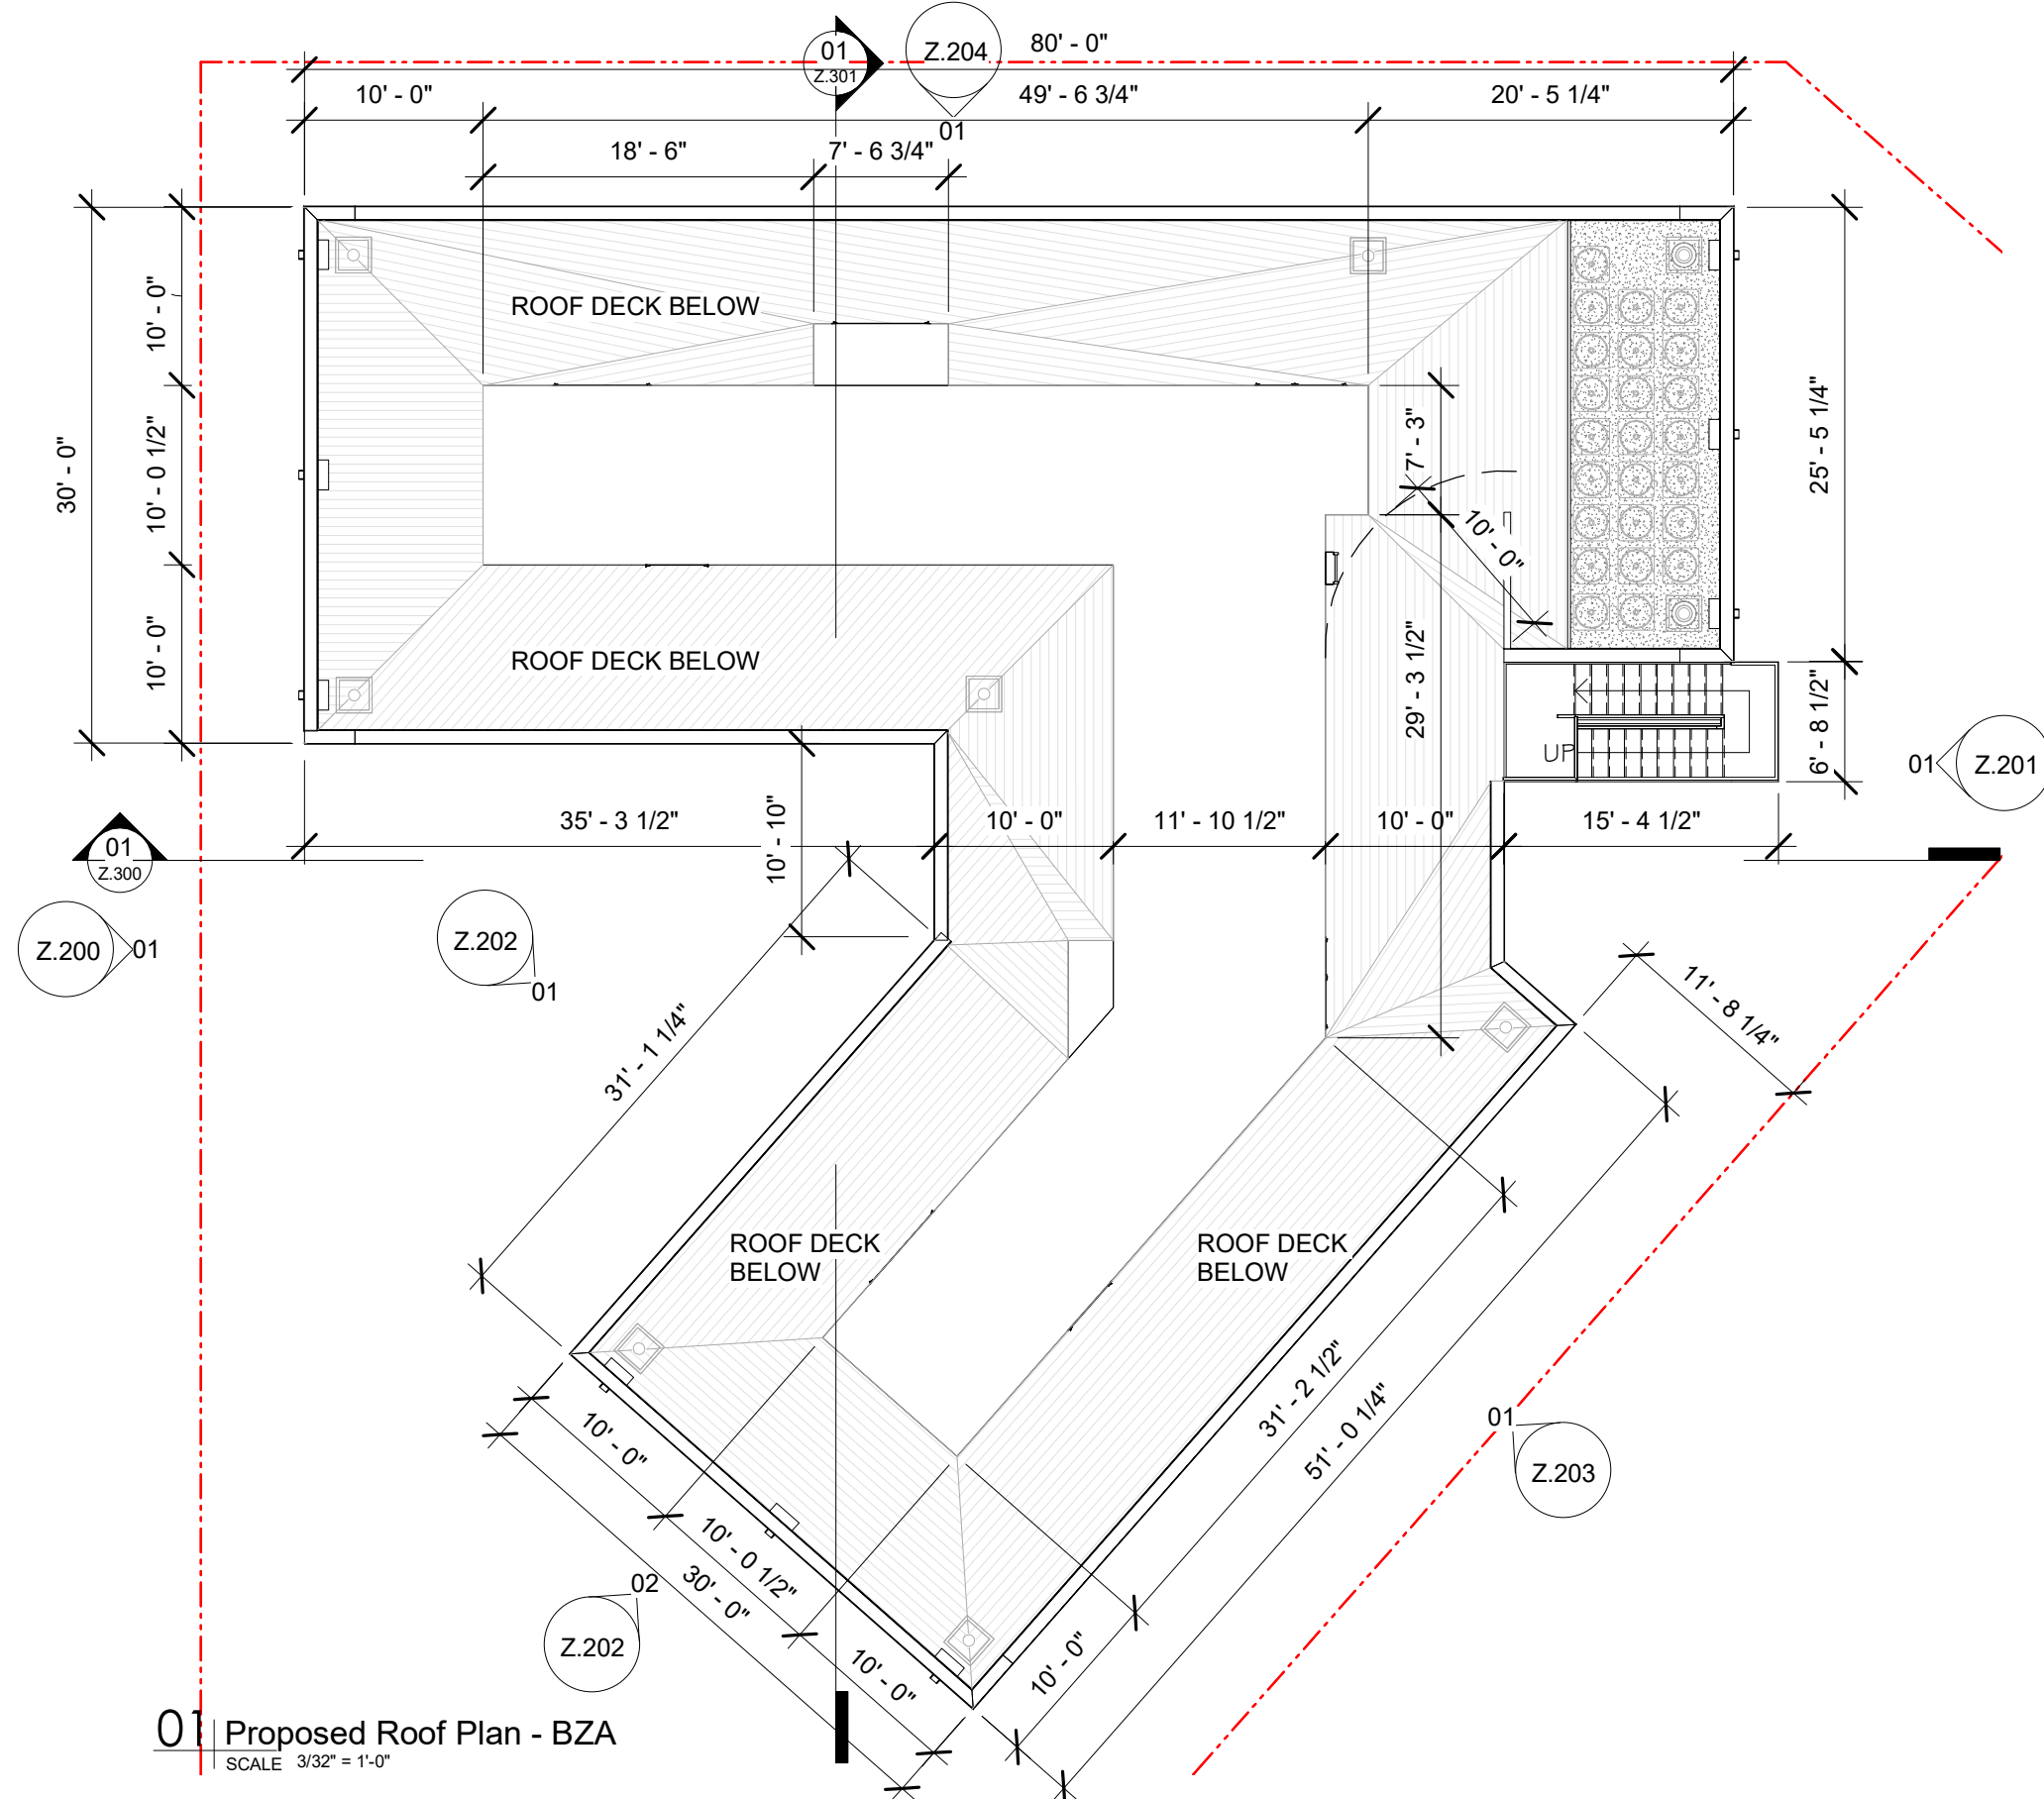 80' - 0"
01
Z.301
Z.204
01
10' - 0"
49' - 6 3/4"
20' - 5 1/4"
18' - 6"
7' - 6 3/4"
30' - 0"
10' - 0"
10' - 0 1/2"
10' - 0"
ROOF DECK BELOW
ROOF DECK BELOW
7' - 3"
10' - 0"
29' - 3 1/2"
25' - 5 1/4"
6' - 8 1/2"
UP
01
Z.201
35' - 3 1/2"
10' - 10"
10' - 0"
11' - 10 1/2"
10' - 0"
15' - 4 1/2"
01
Z.300
Z.200
01
Z.202
01
11' - 8 1/4"
31' - 1 1/4"
ROOF DECK
BELOW
ROOF DECK
BELOW
31' - 2 1/2"
51' - 0 1/4"
01
Z.203
10' - 0"
10' - 0 1/2"
30' - 0"
10' - 0"
10' - 0"
02
Z.202
01
Proposed Roof Plan - BZA
SCALE 3/32" = 1'-0"